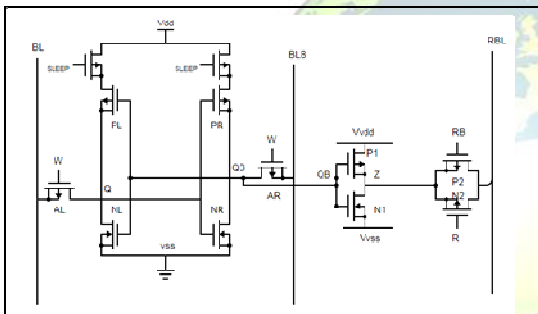 Vdd
BL
BLB
RBL
SLEEP
SLEEP
PL
PR
W
Vvdd
RB
W
QB
P1
Q
QB
Z
P2
AL
NL
NR
AR
N1
N2
VSS
Vvss
R